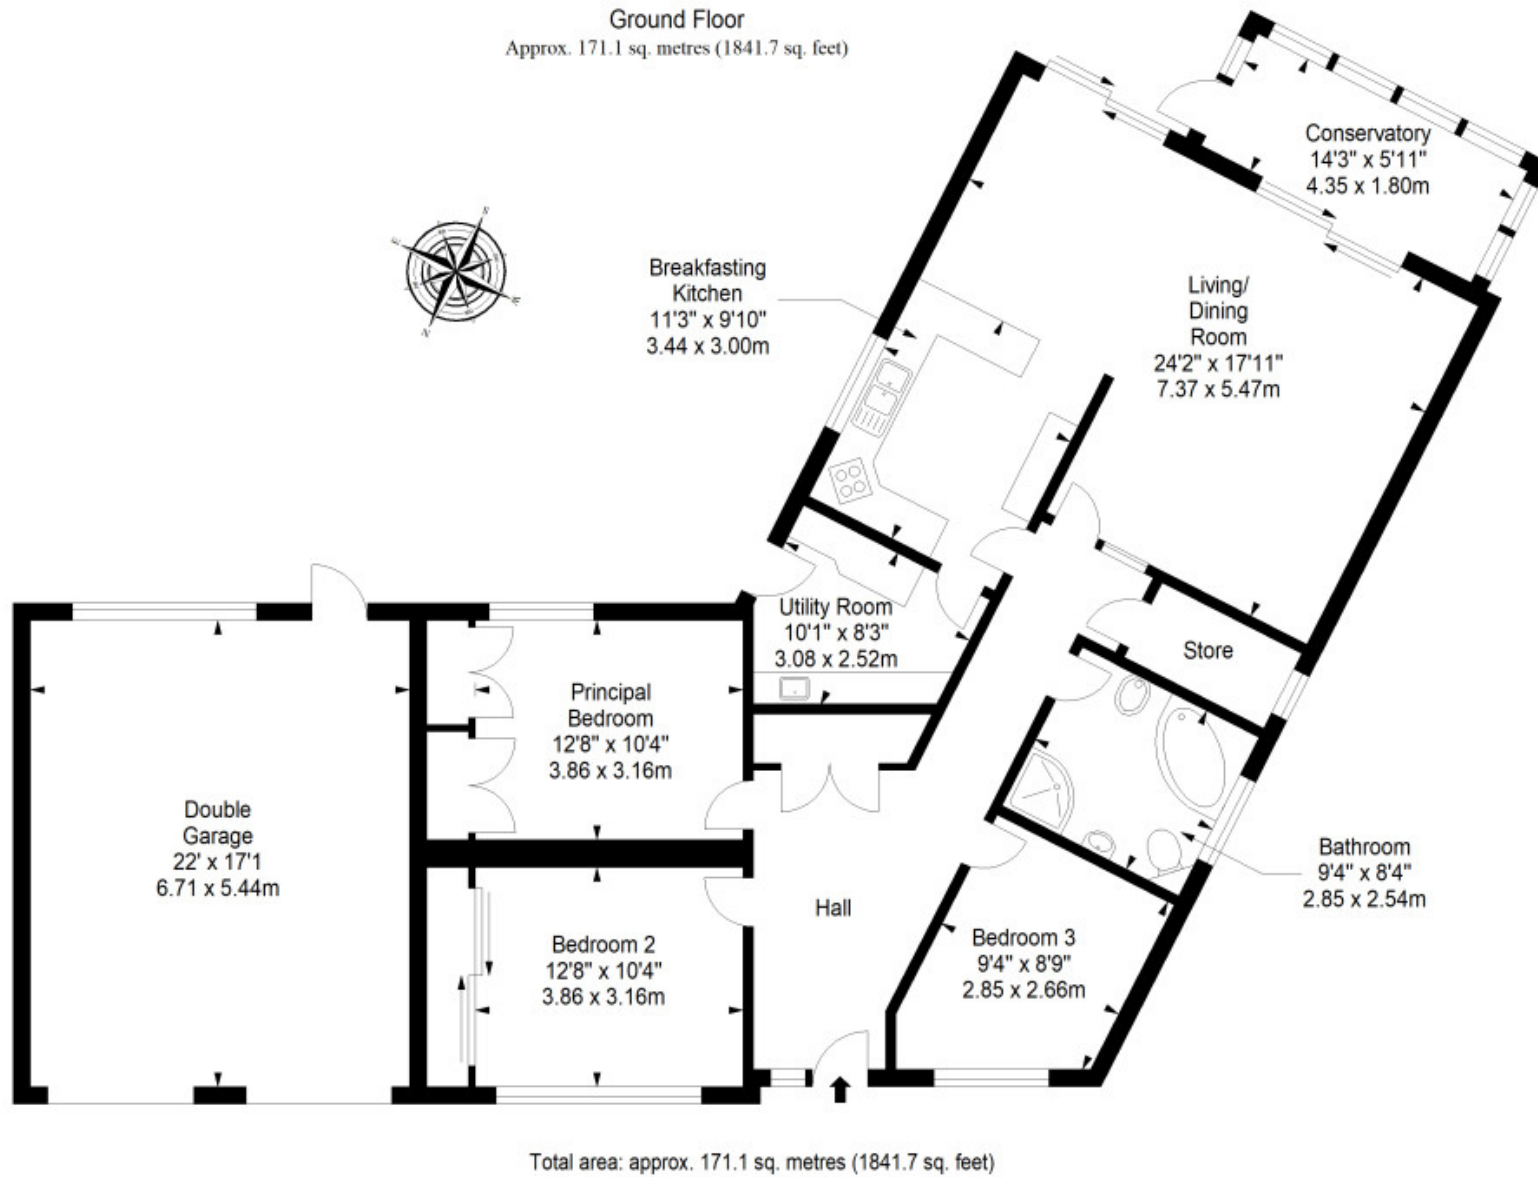 Ground Floor
Approx. 171.1 sq. metres (1841.7 sq. feet)
Conservatory
14'3" x 5'11"
4.35 x 1.80m
S
E
W
N
Breakfasting
Kitchen
11'3" x 9'10"
3.44 x 3.00m
Living/
Dining
Room
24'2" x 17'11"
7.37 x 5.47m
Utility Room
10'1" x 8'3"
3.08 x 2.52m
Store
Principal
Bedroom
12'8" x 10'4"
3.86 x 3.16m
Double
Garage
22' x 17'1
6.71 x 5.44m
Bathroom
9'4" x 8'4"
2.85 x 2.54m
Hall
Bedroom 2
12'8" x 10'4"
3.86 x 3.16m
Bedroom 3
9'4" x 8'9"
2.85 x 2.66m
Total area: approx. 171.1 sq. metres (1841.7 sq. feet)